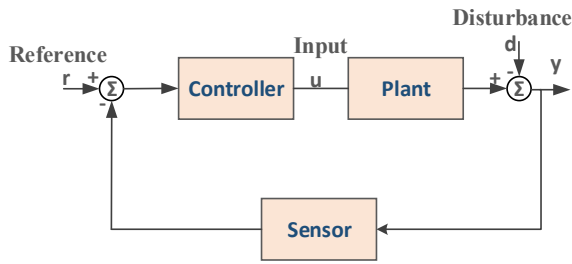 Disturbance
d
Reference
Input
y
r
+
Σ
-
Controller
u
Plant
+
-
Σ
Sensor